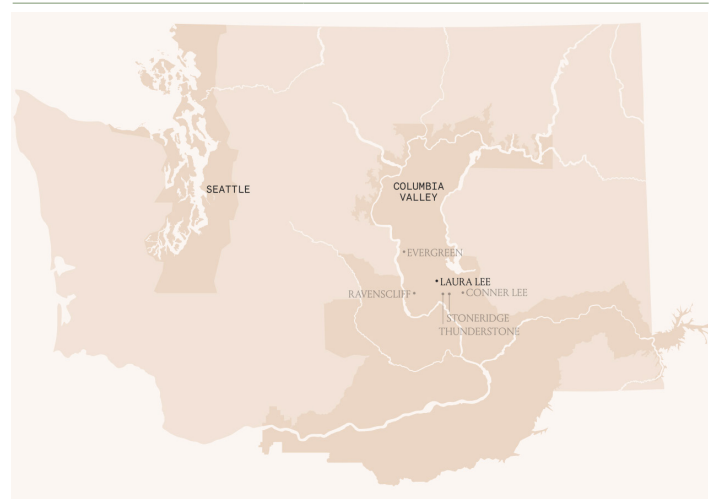 SEATTLE
COLUMBIA
VALLEY
EVERGREEN
LAURA LEE
RAVENSCLIFF
CONNER LEE
STONERIDGE
THUNDERSTONE